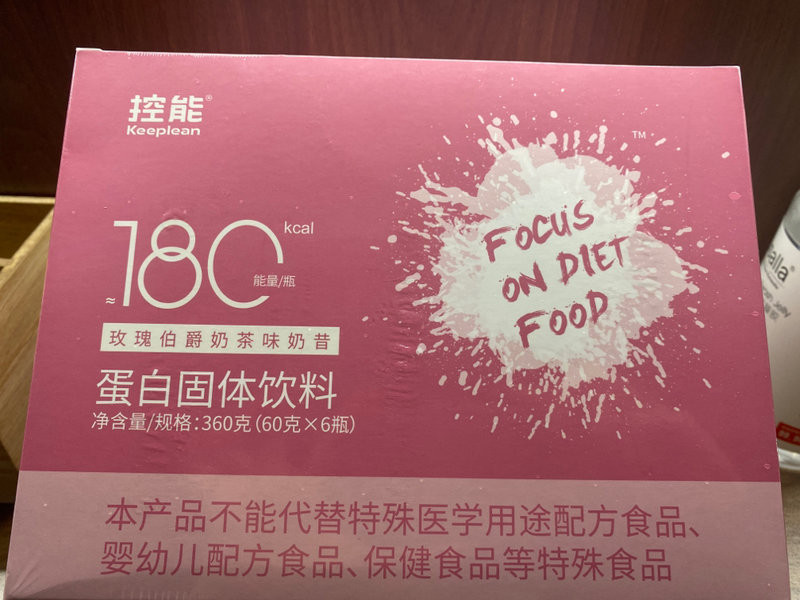 控能®
Keeplean
™
≈180 kcal
能量/瓶
FOCUS
ON DIET
FOOD
玫瑰伯爵奶茶味奶昔
蛋白固体饮料
净含量/规格:360克(60克×6瓶)
本产品不能代替特殊医学用途配方食品、
婴幼儿配方食品、保健食品等特殊食品